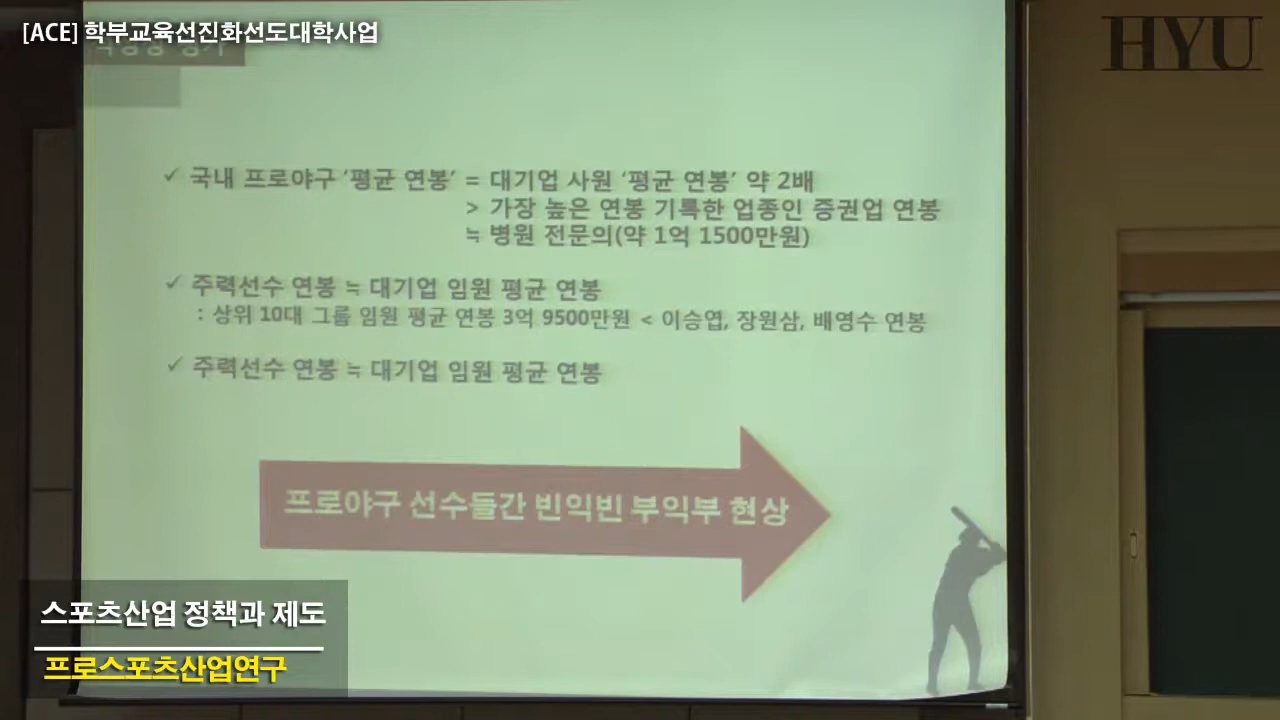 [ACE] 학부교육선진화선도대학사업
HYU
✓ 국내 프로야구 ‘평균 연봉’ = 대기업 사원 ‘평균 연봉’ 약 2배
> 가장 높은 연봉 기록한 업종인 증권업 연봉
≒ 병원 전문의(약 1억 1500만원)
✓ 주력선수 연봉 ≒ 대기업 임원 평균 연봉
: 상위 10대 그룹 임원 평균 연봉 3억 9500만원 < 이승엽, 장원삼, 배영수 연봉
✓ 주력선수 연봉 ≒ 대기업 임원 평균 연봉
프로야구 선수들간 빈익빈 부익부 현상
스포츠산업 정책과 제도
프로스포츠산업연구